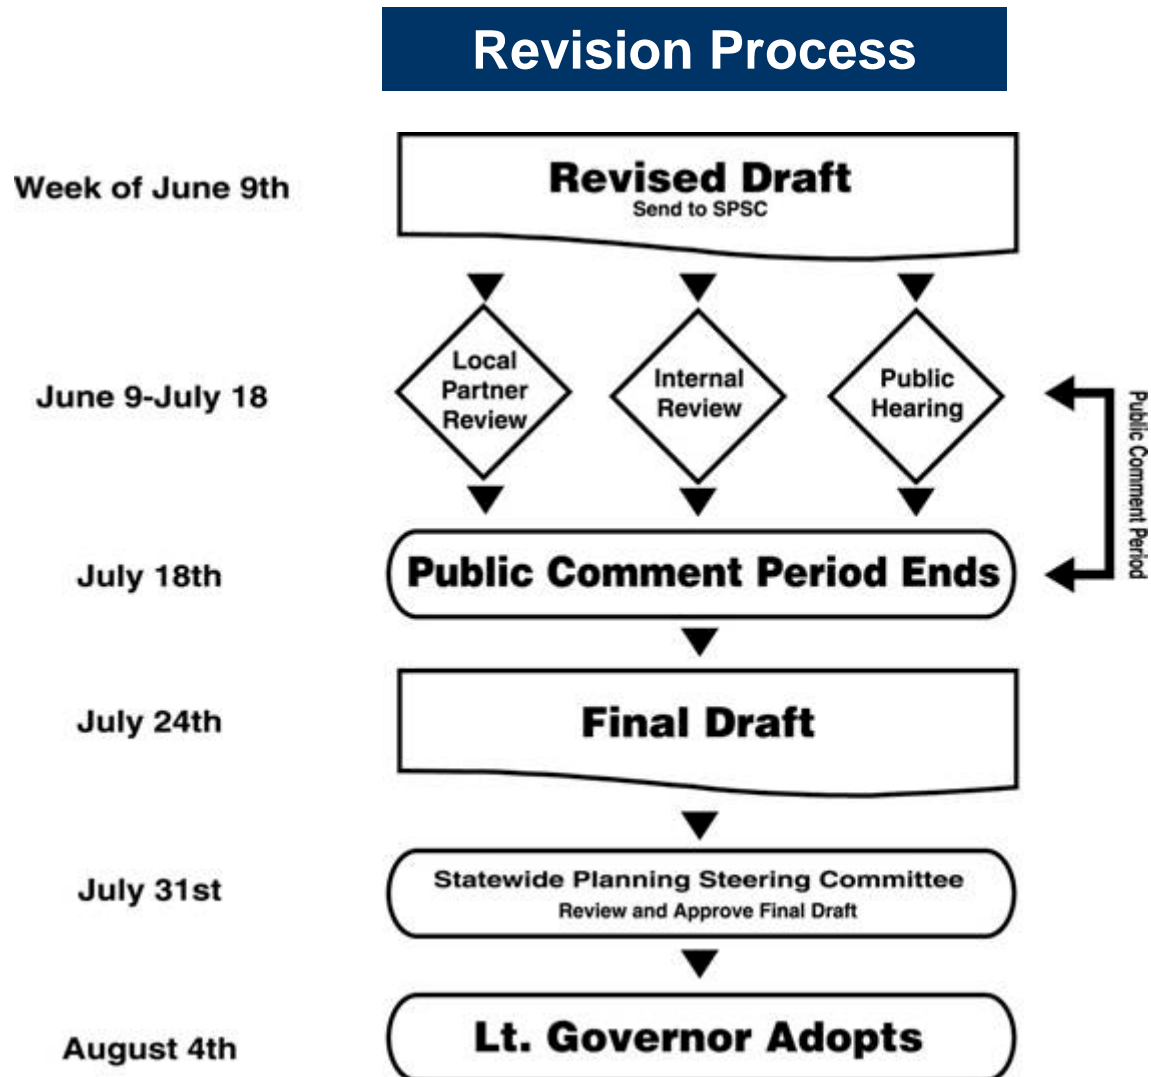 Revision Process
Week of June 9th
Revised Draft
Send to SPSC
June 9-July 18
Local
Partner
Review
Internal
Review
Public
Hearing
Public Comment Period
July 18th
Public Comment Period Ends
July 24th
Final Draft
July 31st
Statewide Planning Steering Committee
Review and Approve Final Draft
August 4th
Lt. Governor Adopts